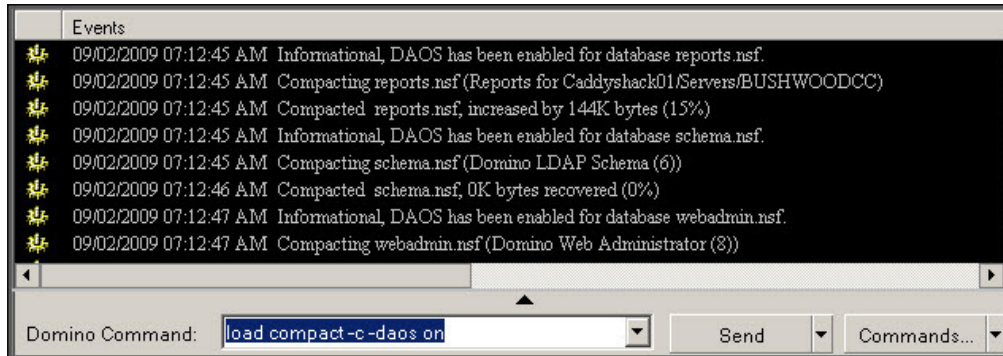 Events
09/02/2009 07:12:45 AM Informational, DAOS has been enabled for database reports.nsf.
09/02/2009 07:12:45 AM Compacting reports.nsf (Reports for Caddyshack01/Servers/BUSHWOODCC)
09/02/2009 07:12:45 AM Compacted reports.nsf, increased by 144K bytes (15%)
09/02/2009 07:12:45 AM Informational, DAOS has been enabled for database schema.nsf.
09/02/2009 07:12:45 AM Compacting schema.nsf (Domino LDAP Schema (6))
09/02/2009 07:12:46 AM Compacted schema.nsf, 0K bytes recovered (0%)
09/02/2009 07:12:47 AM Informational, DAOS has been enabled for database webadmin.nsf.
09/02/2009 07:12:47 AM Compacting webadmin.nsf (Domino Web Administrator (8))
Domino Command: load compact -c -daos on Send Commands...